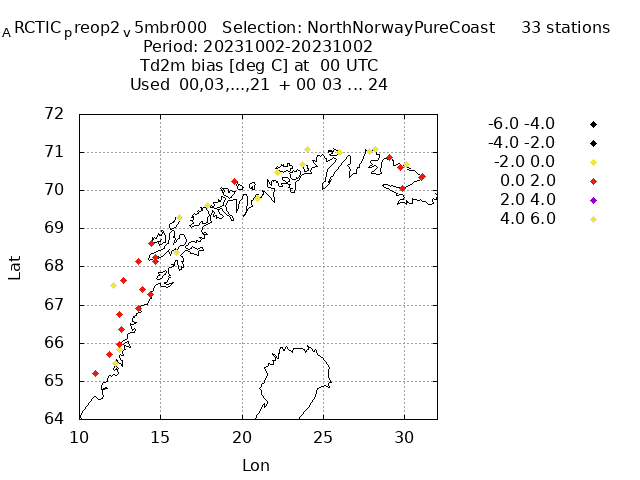 ARCTICpreop2v5mbr000 Selection: NorthNorwayPureCoast 33 stations
Period: 20231002-20231002
Td2m bias [deg C] at 00 UTC
Used 00,03,...,21 + 00 03 ... 24
72
71
70
69
68
67
66
65
64
10 15 20 25 30
Lat
Lon
-6.0 -4.0
-4.0 -2.0
-2.0 0.0
0.0 2.0
2.0 4.0
4.0 6.0